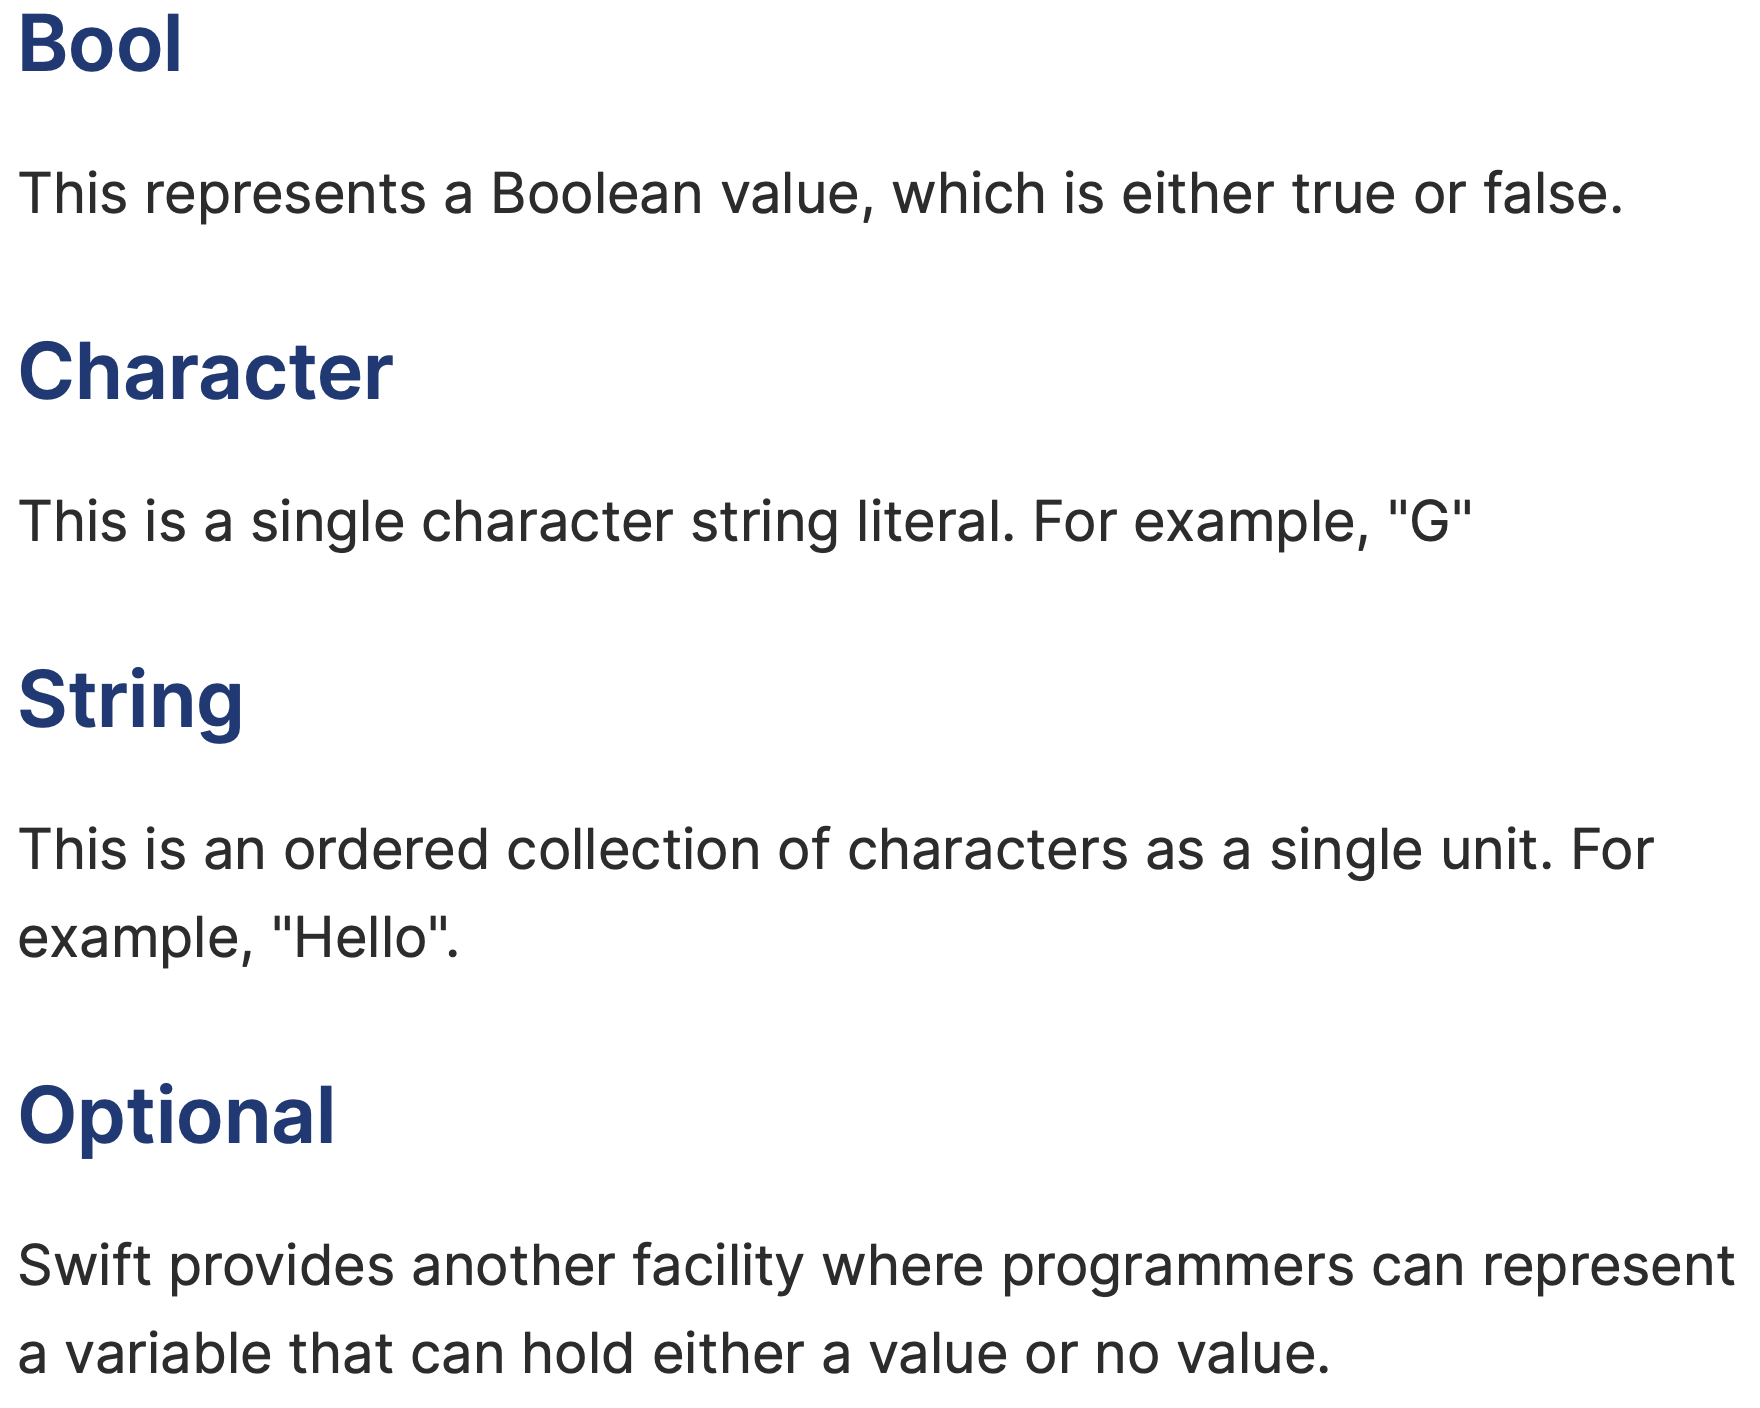 Bool
This represents a Boolean value, which is either true or false.
Character
This is a single character string literal. For example, "G"
String
This is an ordered collection of characters as a single unit. For
example, "Hello".
Optional
Swift provides another facility where programmers can represent
a variable that can hold either a value or no value.